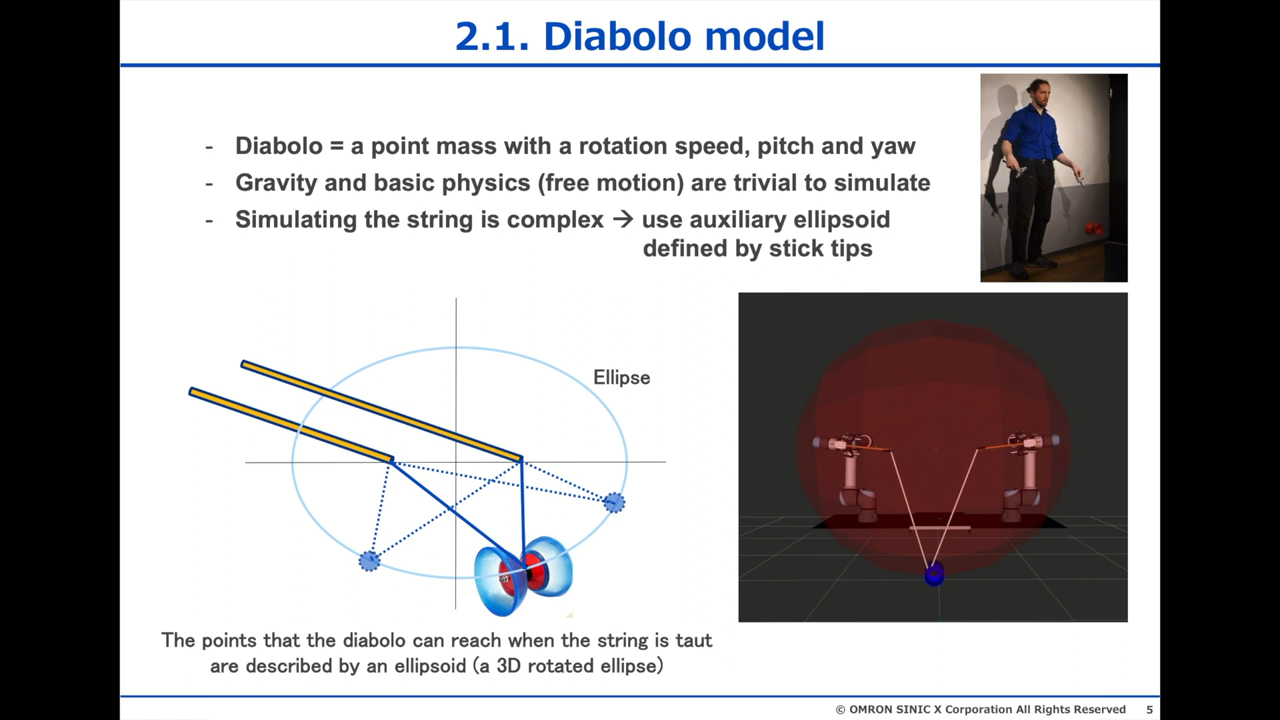 2.1. Diabolo model
- Diabolo = a point mass with a rotation speed, pitch and yaw
- Gravity and basic physics (free motion) are trivial to simulate
- Simulating the string is complex → use auxiliary ellipsoid
defined by stick tips
Ellipse
The points that the diabolo can reach when the string is taut
are described by an ellipsoid (a 3D rotated ellipse)
© OMRON SINIC X Corporation All Rights Reserved 5